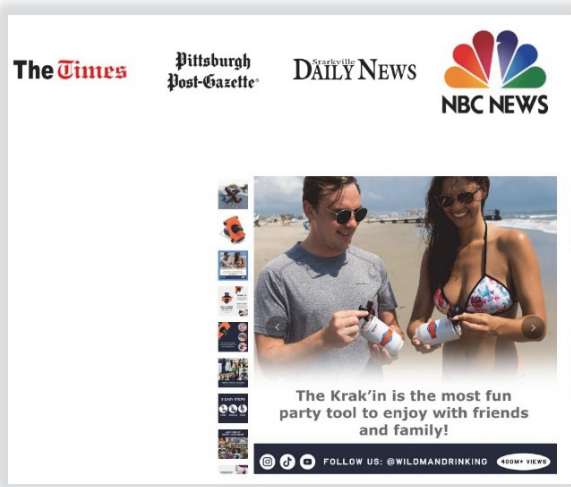 The Times
Pittsburgh
Post-Gazette
Starkville
DAILY NEWS
NBC NEWS
The Krak'in is the most fun
party tool to enjoy with friends
and family!
FOLLOW US: @WILDMANDRINKING 400M+ VIEWS